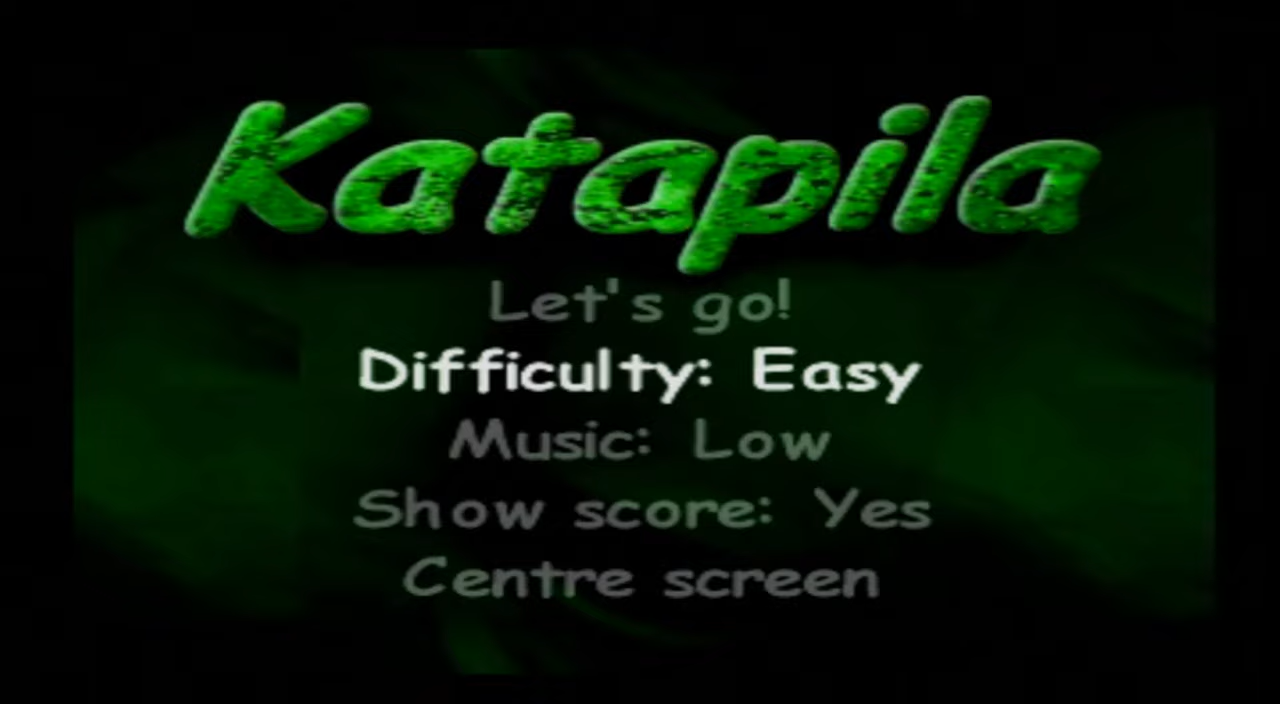 Katapila
Let's go!
Difficulty: Easy
Music: Low
Show score: Yes
Centre screen